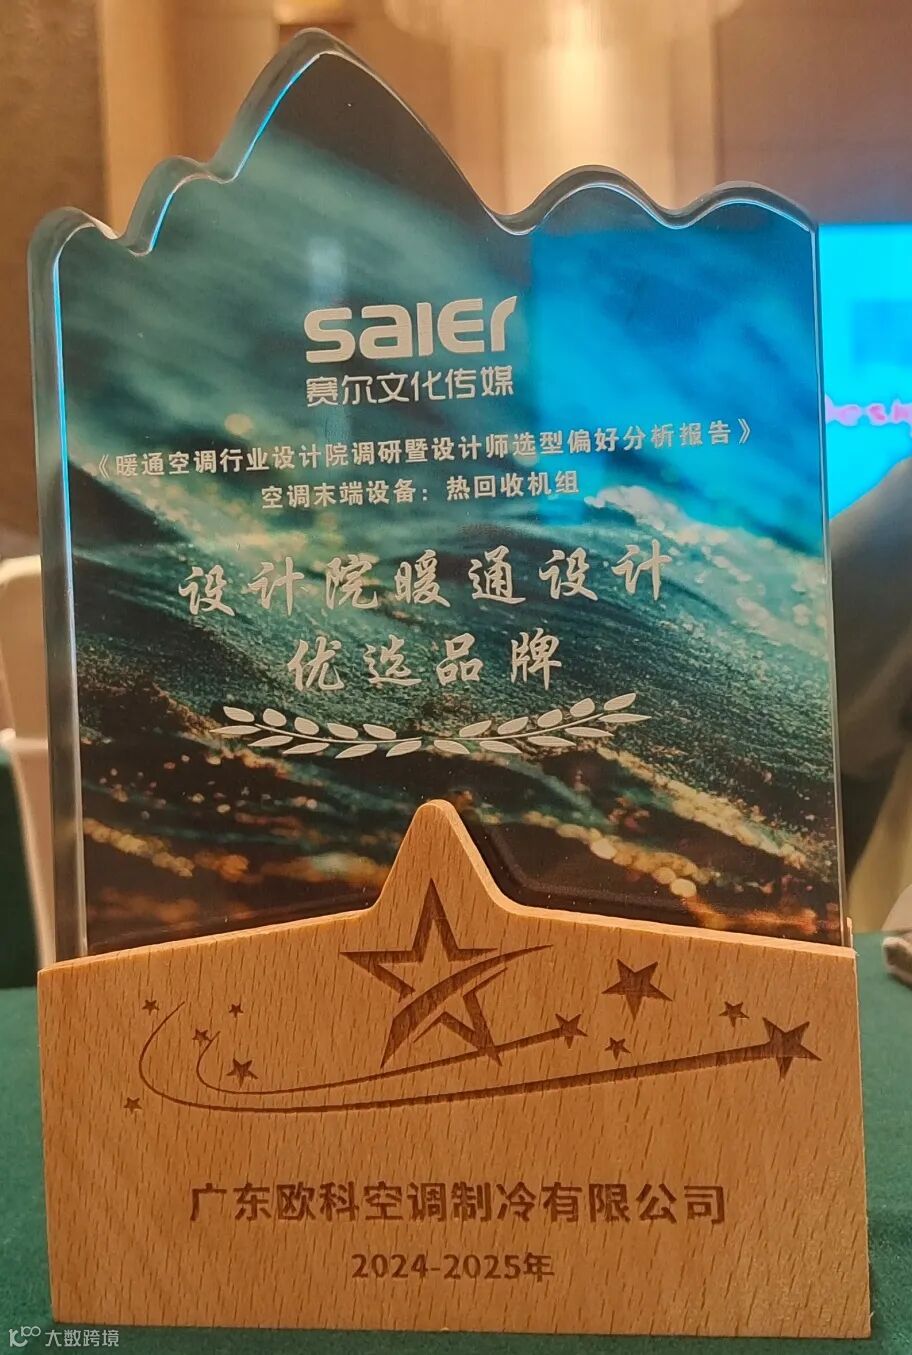 saıer
赛尔文化传媒
《暖通空调行业设计院调研暨设计师选型偏好分析报告》
空调末端设备：热回收机组
设计院暖通设计
优选品牌
广东欧科空调制冷有限公司
2024-2025年
大数跨境